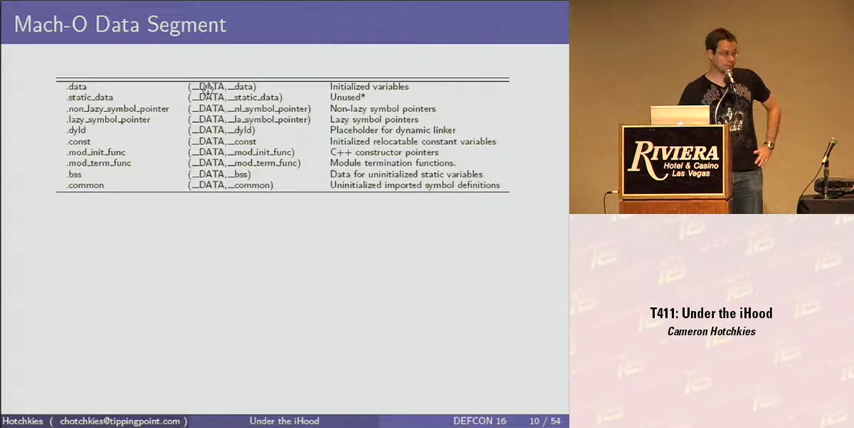 Mach-O Data Segment
.data (__DATA,__data) Initialized variables
.static_data (__DATA,__static_data) Unused*
.non_lazy_symbol_pointer (__DATA,__nl_symbol_pointer) Non-lazy symbol pointers
.lazy_symbol_pointer (__DATA,__la_symbol_pointer) Lazy symbol pointers
.dyld (__DATA,__dyld) Placeholder for dynamic linker
.const (__DATA,__const) Initialized relocatable constant variables
.mod_init_func (__DATA,__mod_init_func) C++ constructor pointers
.mod_term_func (__DATA,__mod_term_func) Module termination functions.
.bss (__DATA,__bss) Data for uninitialized static variables
.common (__DATA,__common) Uninitialized imported symbol definitions
Hotchkies ( chotchkies@tippingpoint.com ) Under the iHood DEFCON 16 10 / 54
RIVIERA
Hotel & Casino
Las Vegas
T411: Under the iHood
Cameron Hotchkies